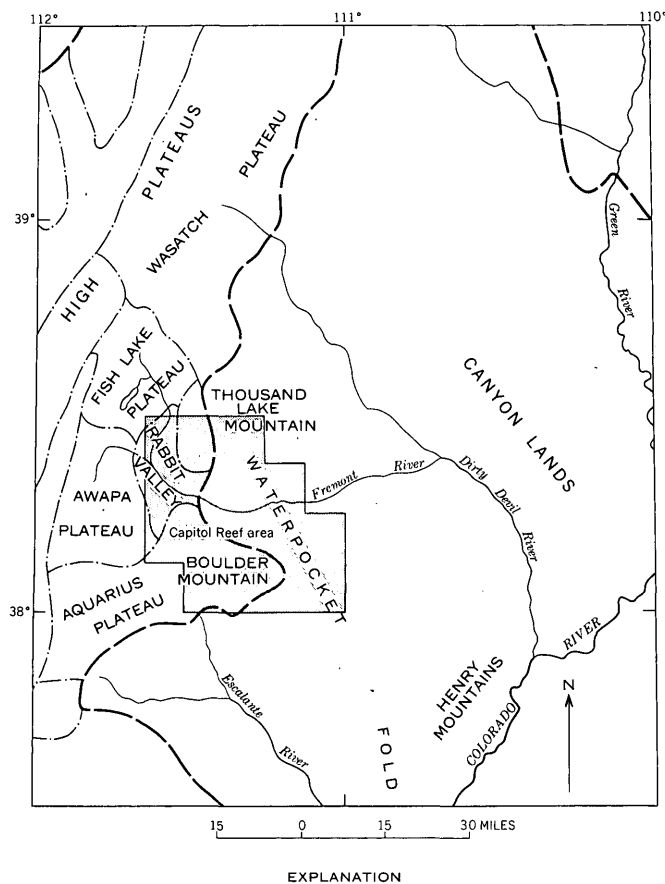 112°
111°
110°
39°
38°
HIGH PLATEAUS
WASATCH PLATEAU
FISH LAKE
PLATEAU
THOUSAND
LAKE
MOUNTAIN
RABBIT
VALLEY
AWAPA
PLATEAU
AQUARIUS
PLATEAU
Capitol Reef area
BOULDER
MOUNTAIN
WATERPOCKET FOLD
Fremont River
Dirty Devil River
Green River
CANYON LANDS
HENRY
MOUNTAINS
COLORADO RIVER
Escalante River
N
15 0 15 30 MILES
EXPLANATION